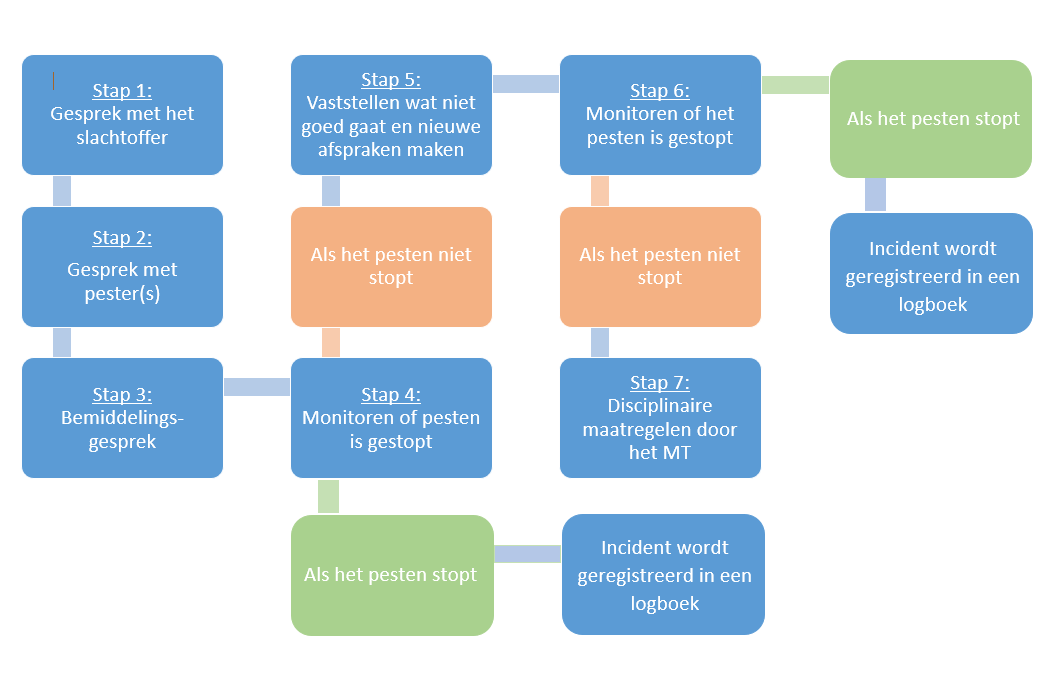 Stap 1:
Gesprek met het
slachtoffer
Stap 2:
Gesprek met
pester(s)
Stap 3:
Bemiddelings-
gesprek
Stap 4:
Monitoren of pesten
is gestopt
Als het pesten stopt
Incident wordt
geregistreerd in een
logboek
Als het pesten niet
stopt
Stap 5:
Vaststellen wat niet
goed gaat en nieuwe
afspraken maken
Stap 6:
Monitoren of het
pesten is gestopt
Als het pesten stopt
Incident wordt
geregistreerd in een
logboek
Als het pesten niet
stopt
Stap 7:
Disciplinaire
maatregelen door
het MT